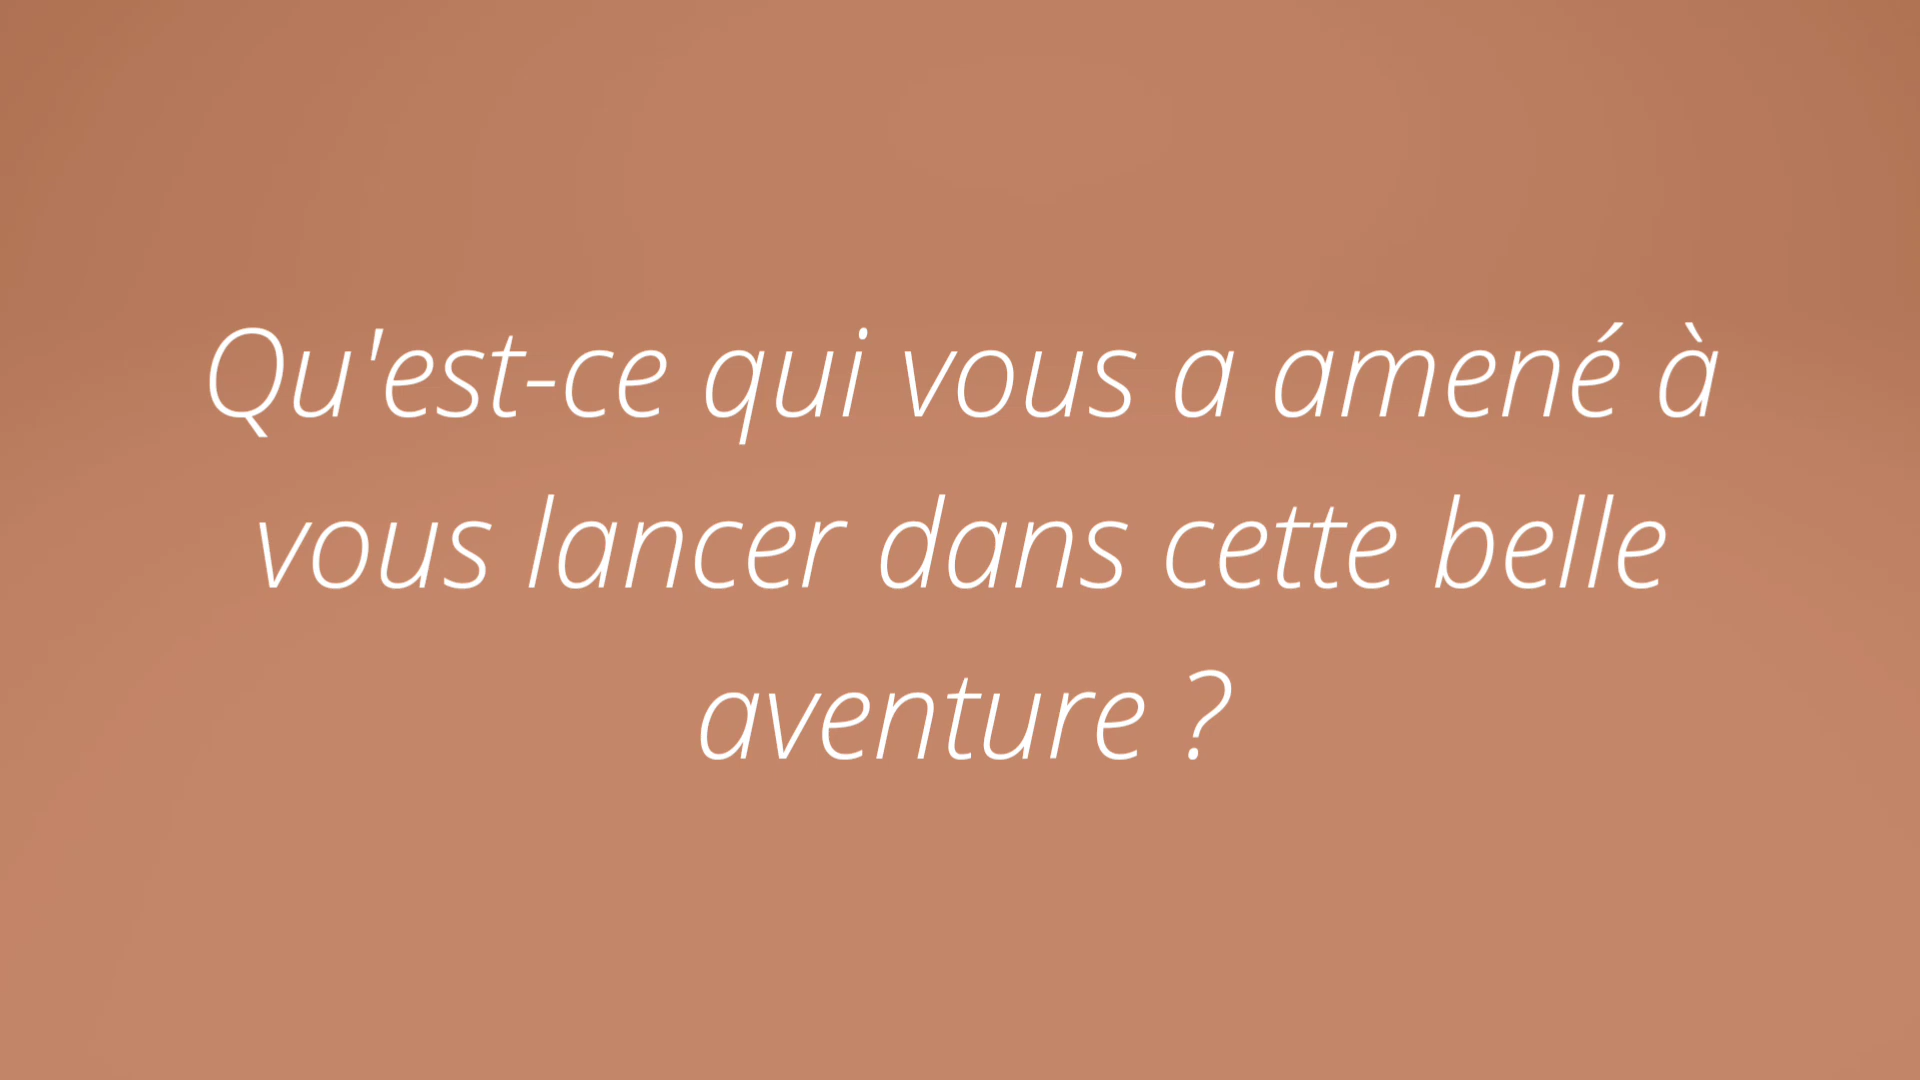 Qu'est-ce qui vous a amené à
vous lancer dans cette belle
aventure ?